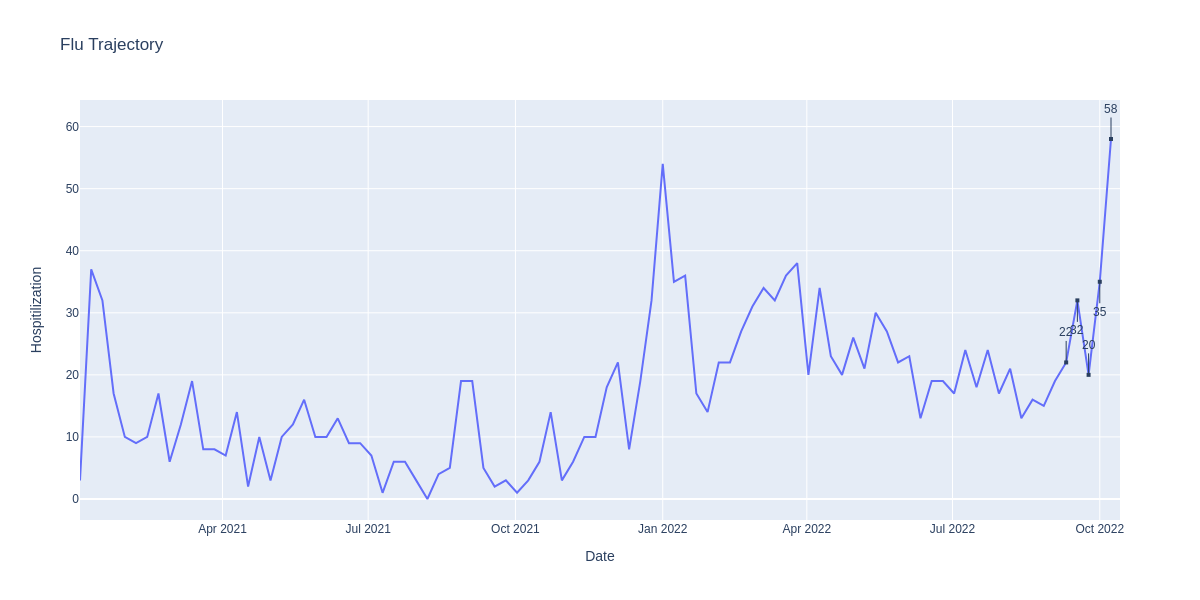 Flu Trajectory
Hospitilization
60
50
40
30
20
10
0
58
35
32
22
20
Apr 2021
Jul 2021
Oct 2021
Jan 2022
Apr 2022
Jul 2022
Oct 2022
Date